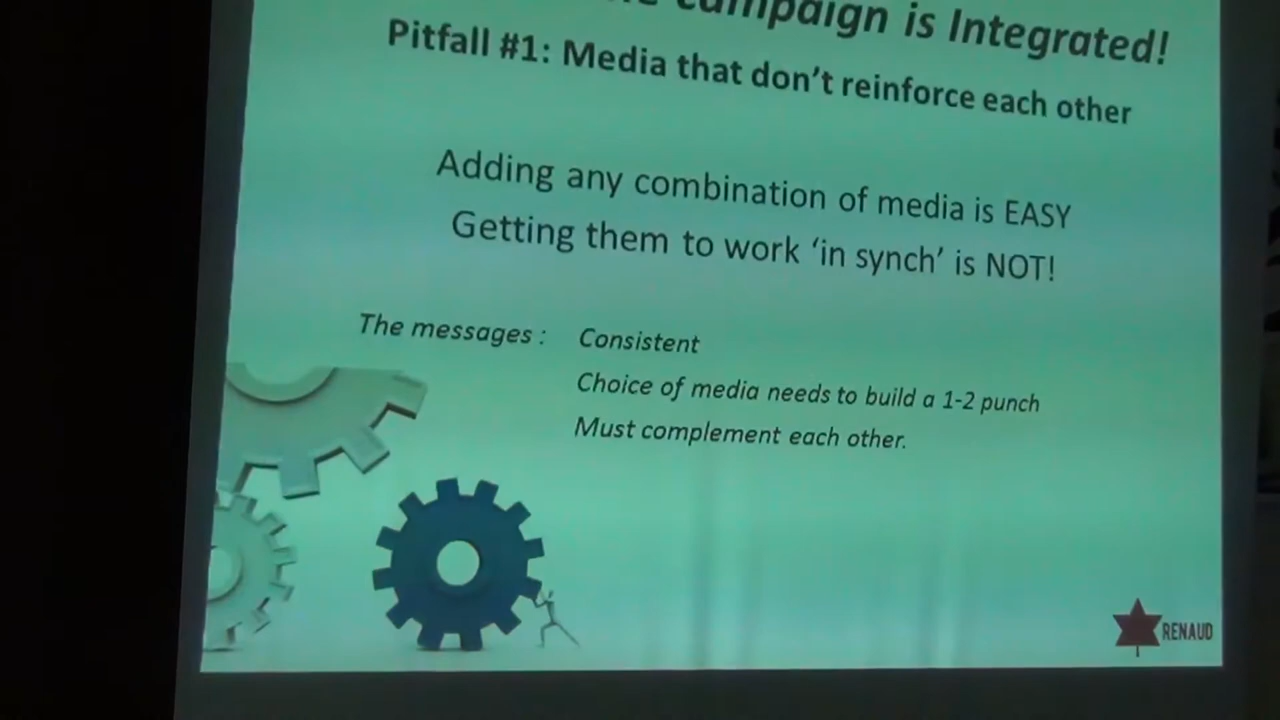 campaign is Integrated!
Pitfall #1: Media that don't reinforce each other
Adding any combination of media is EASY
Getting them to work 'in synch' is NOT!
The messages : Consistent
Choice of media needs to build a 1-2 punch
Must complement each other.
RENAUD